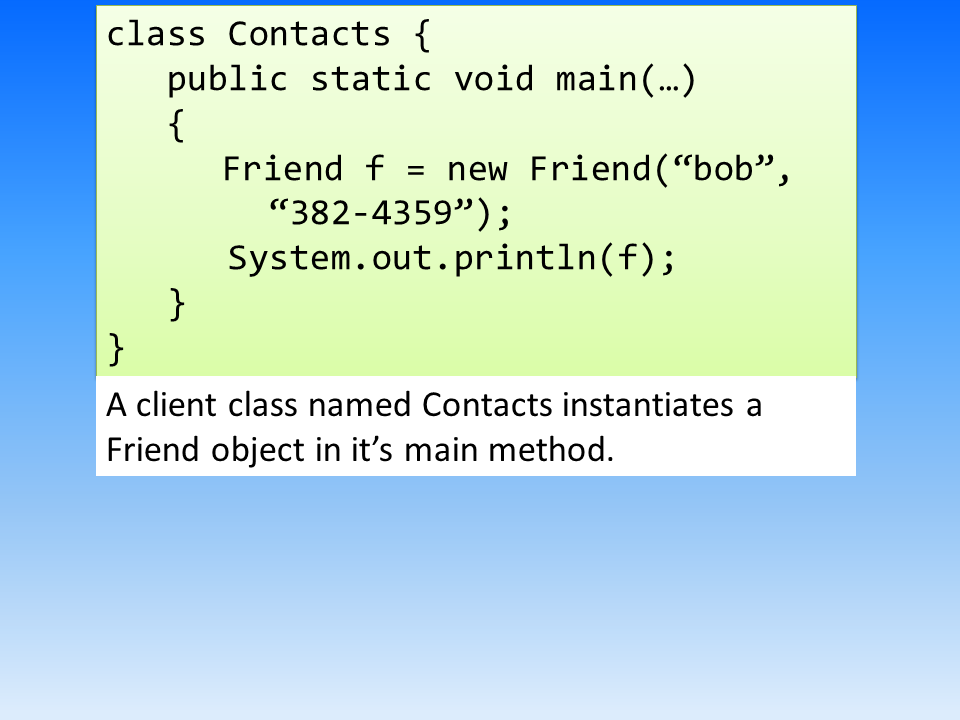 class Contacts {
public static void main(…)
{
Friend f = new Friend(“bob”,
“382-4359”);
System.out.println(f);
}
}
A client class named Contacts instantiates a
Friend object in it’s main method.